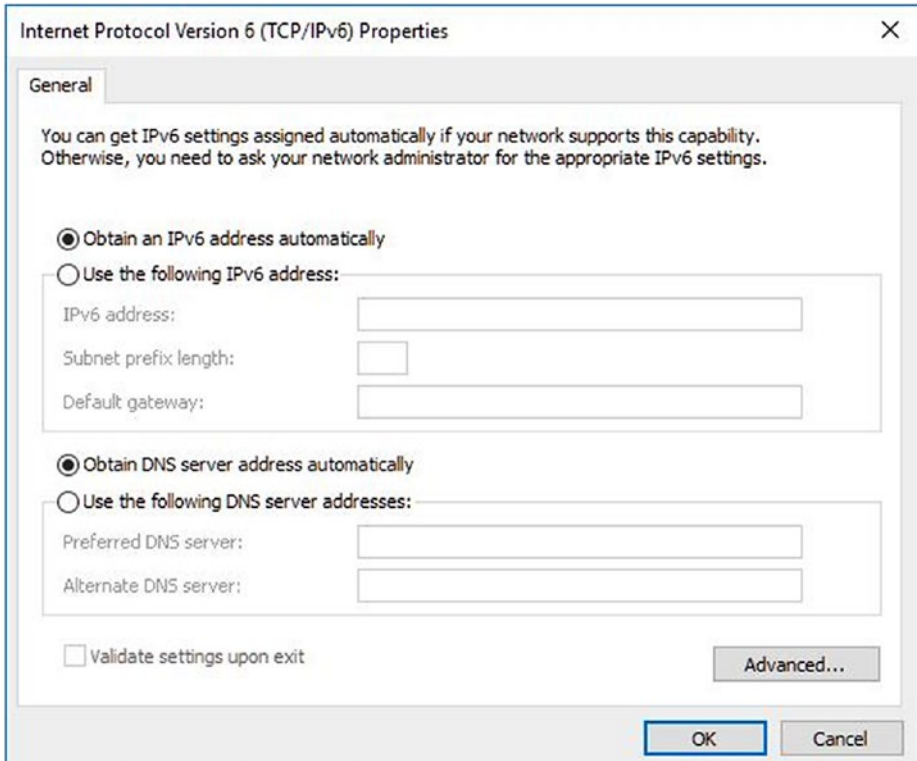 Internet Protocol Version 6 (TCP/IPv6) Properties
General
You can get IPv6 settings assigned automatically if your network supports this capability.
Otherwise, you need to ask your network administrator for the appropriate IPv6 settings.
Obtain an IPv6 address automatically
Use the following IPv6 address:
IPv6 address:
Subnet prefix length:
Default gateway:
Obtain DNS server address automatically
Use the following DNS server addresses:
Preferred DNS server:
Alternate DNS server:
Validate settings upon exit
Advanced...
OK Cancel